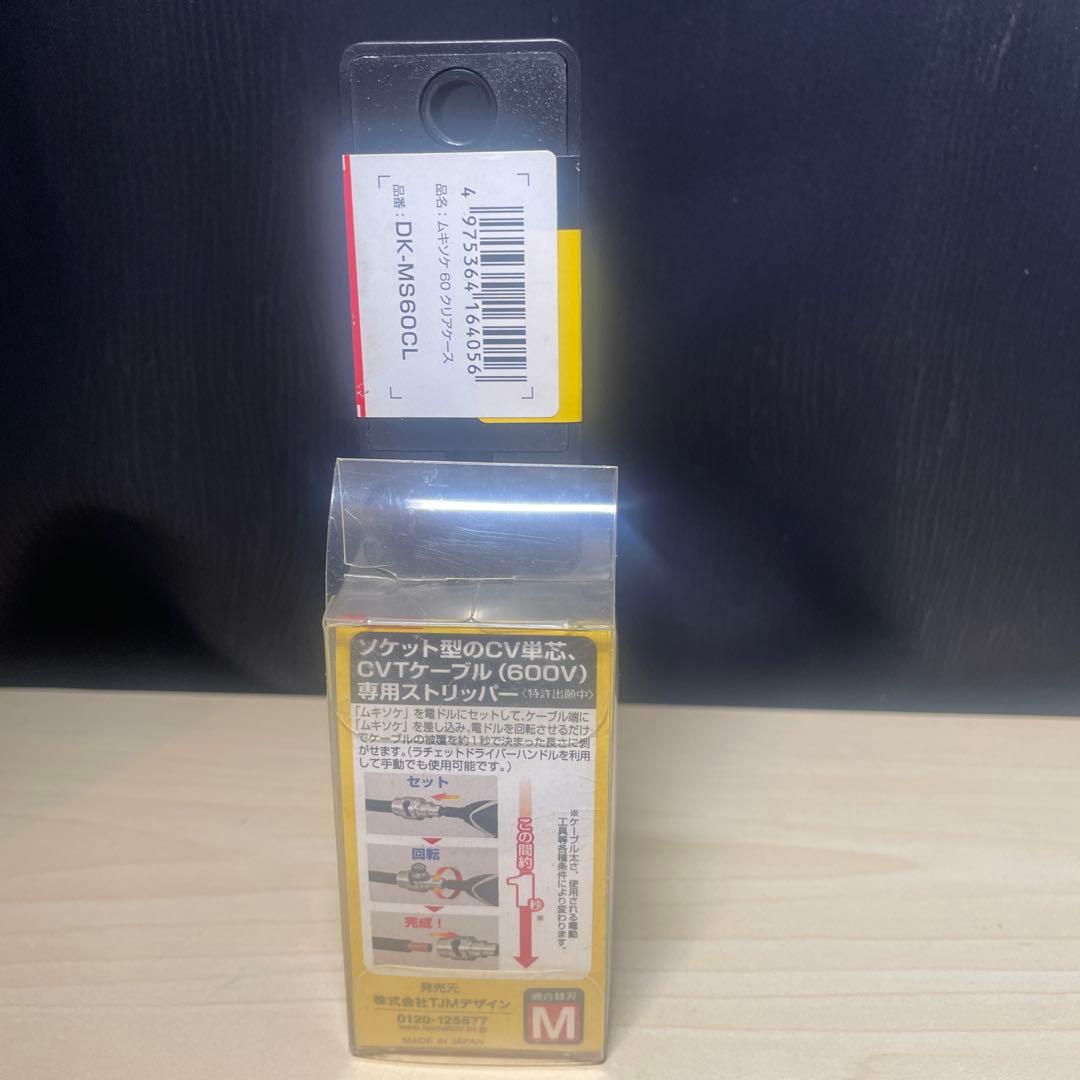 4 975364 164056
品名：ムキソケ 60 クリアケース
品番：DK-MS60CL
ソケット型のCV単芯、
CVTケーブル（600V）
専用ストリッパー〈特許出願中〉
「ムキソケ」を電ドルにセットして、ケーブル端に
「ムキソケ」を差し込み、電ドルを回転させるだけ
でケーブルの被覆を約1秒で決まった長さに剥
がせます。（ラチェットドライバーハンドルを利用
して手動でも使用可能です。）
セット
回転
完成！
この間約1秒※
※ケーブル太さ、使用される電動
工具等各種条件により変わります。
発売元
株式会社TJMデザイン
0120-125577
MADE IN JAPAN
適合替刃
M